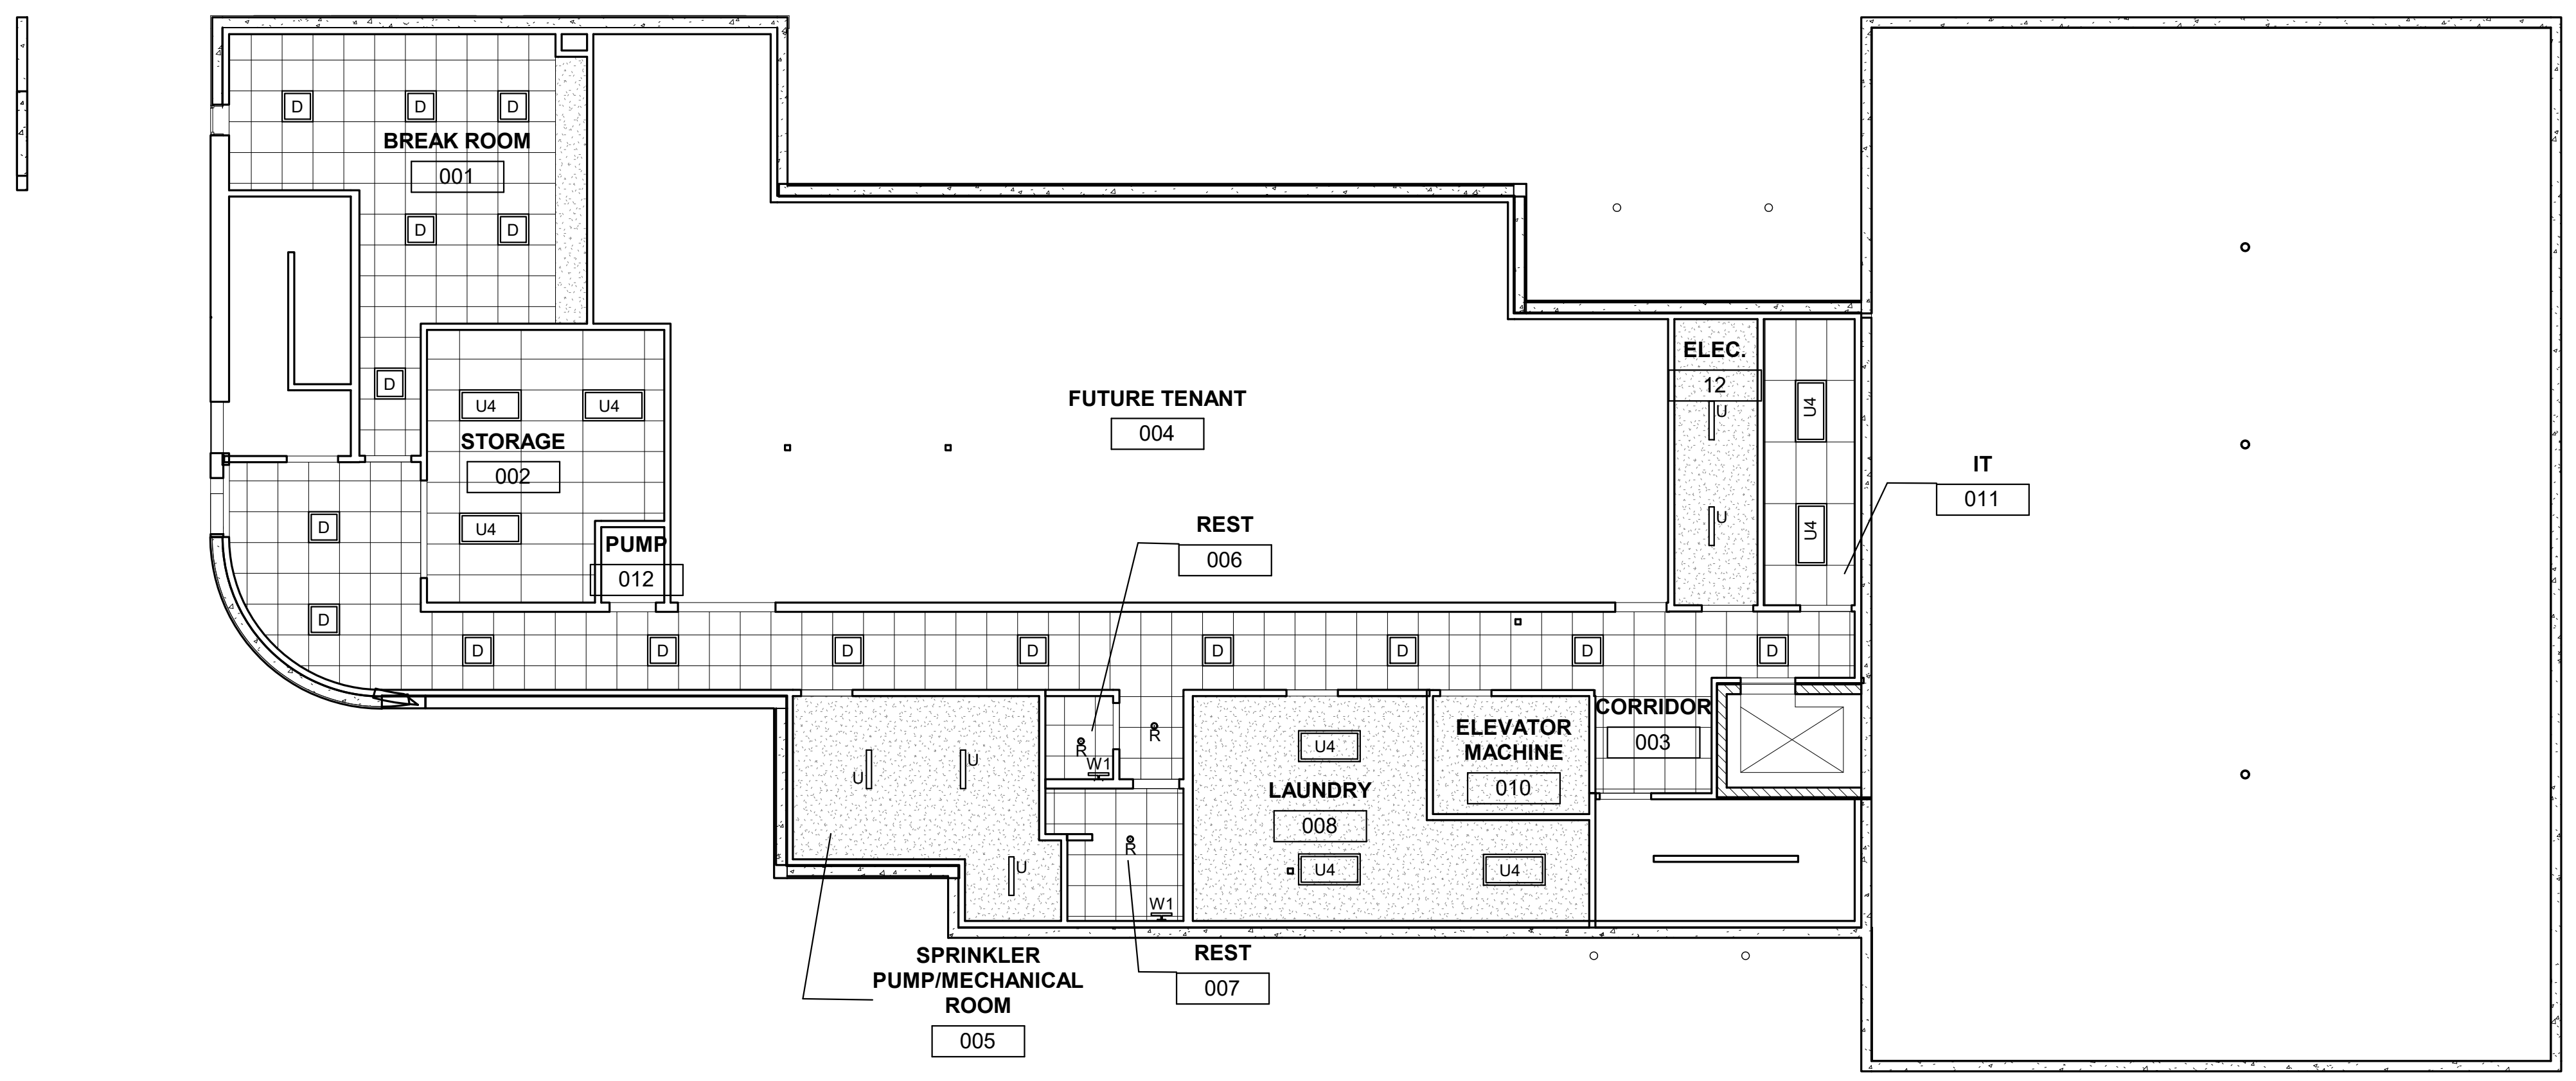 D D D
BREAK ROOM
001
D D
D
U4 U4
STORAGE
002
U4
PUMP
012
D
D
FUTURE TENANT
004
REST
006
ELEC.
12
U
U
U4
U4
IT
011
D D D D D D D D
U U
U
SPRINKLER
PUMP/MECHANICAL
ROOM
005
R
W1
R
R
W1
REST
007
U4
LAUNDRY
008
U4 U4
ELEVATOR
MACHINE
010
CORRIDOR
003